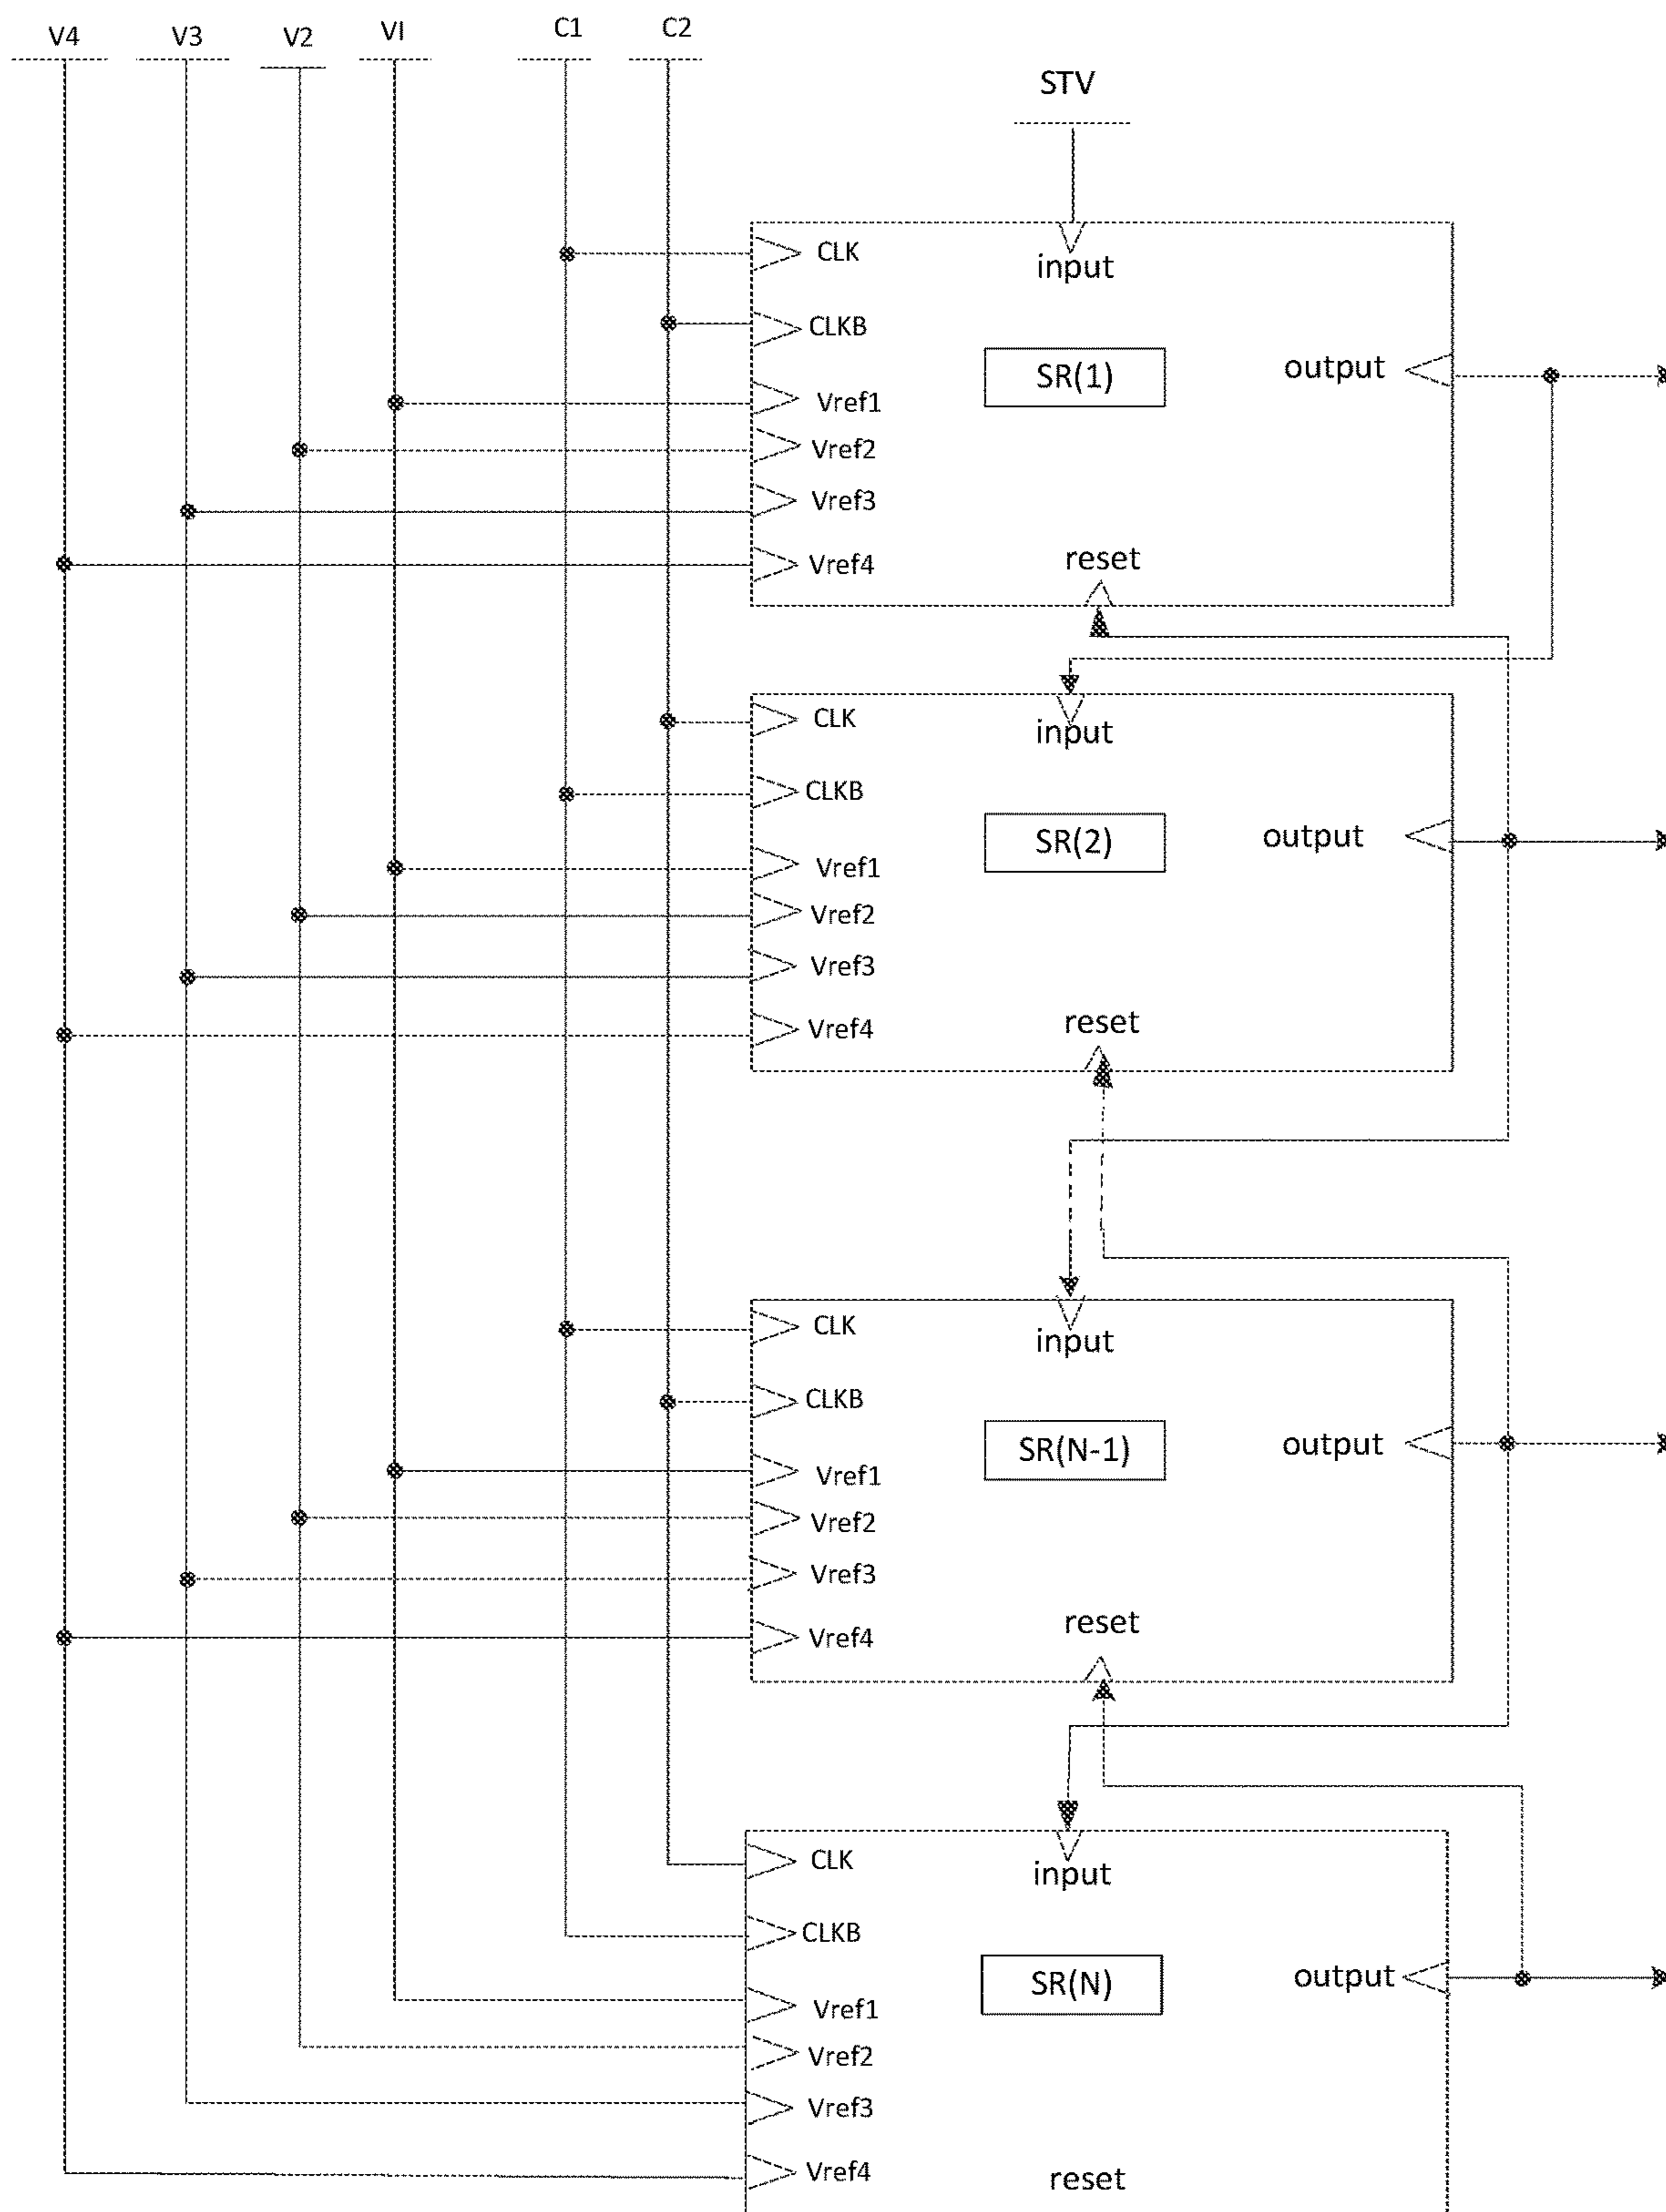 V4 V3 V2 VI C1 C2
STV
CLK
input
CLKB
SR(1)
output
Vref1
Vref2
Vref3
reset
Vref4
CLK
input
CLKB
SR(2)
output
Vref1
Vref2
Vref3
reset
Vref4
CLK
input
CLKB
SR(N-1)
output
Vref1
Vref2
Vref3
reset
Vref4
CLK
input
CLKB
SR(N)
output
Vref1
Vref2
Vref3
Vref4
reset